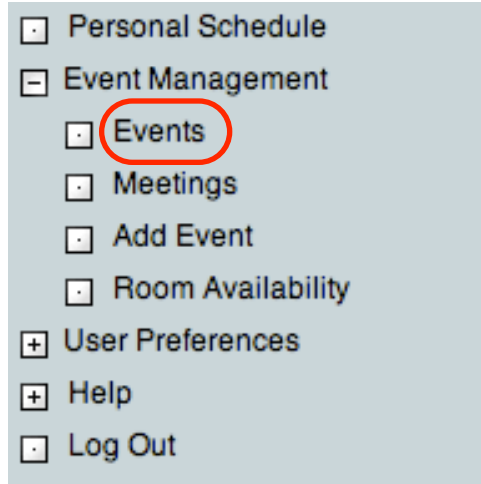 Personal Schedule
Event Management
Events
Meetings
Add Event
Room Availability
User Preferences
Help
Log Out